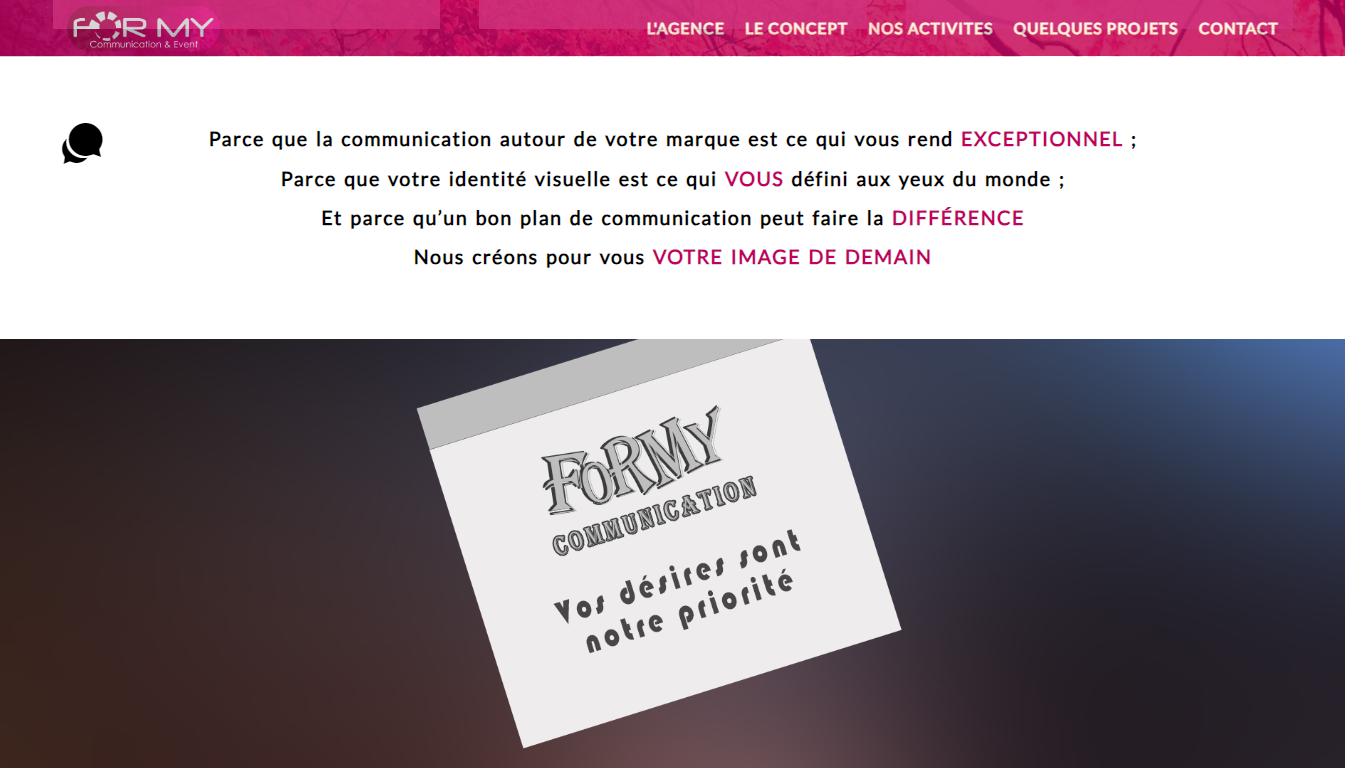 FOR MY
Communication & Event
L'AGENCE LE CONCEPT NOS ACTIVITES QUELQUES PROJETS CONTACT
Parce que la communication autour de votre marque est ce qui vous rend EXCEPTIONNEL ;
Parce que votre identité visuelle est ce qui VOUS défini aux yeux du monde ;
Et parce qu’un bon plan de communication peut faire la DIFFÉRENCE
Nous créons pour vous VOTRE IMAGE DE DEMAIN
FORMY
COMMUNICATION
Vos désires sont
notre priorité